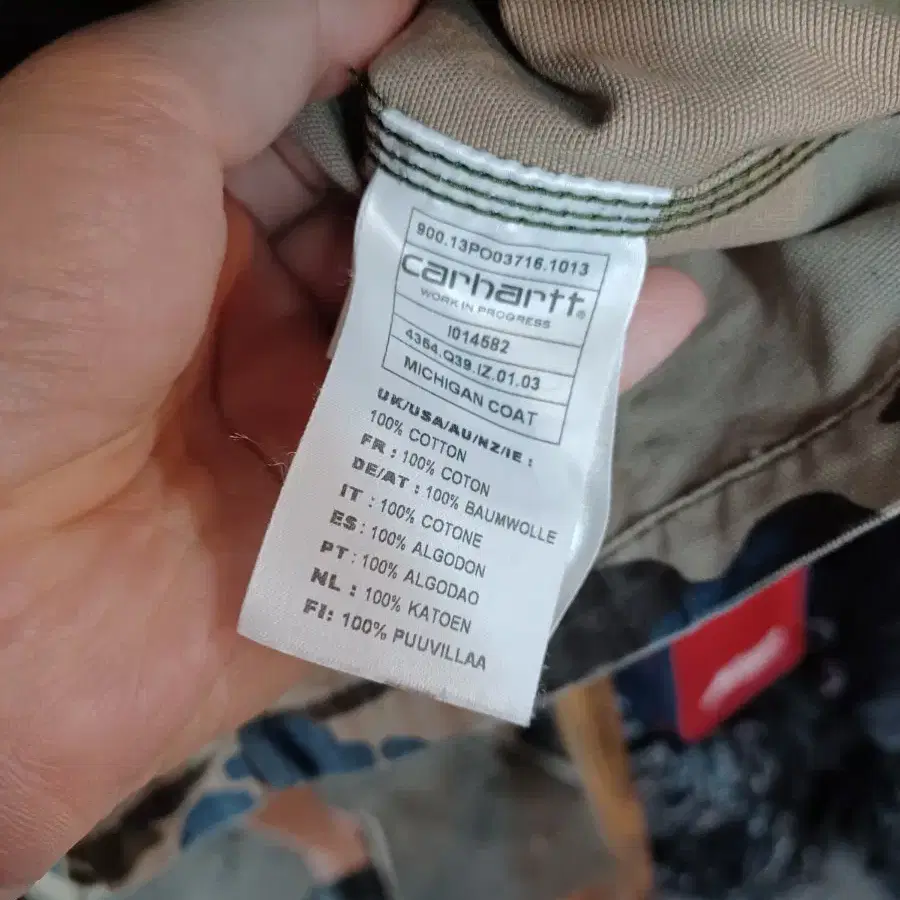 900.13PO03716.1013
carhartt®
WORK IN PROGRESS
I014582
4364.Q39.IZ.01.03
MICHIGAN COAT
UK/USA/AU/NZ/IE :
100% COTTON
FR : 100% COTON
DE/AT : 100% BAUMWOLLE
IT : 100% COTONE
ES : 100% ALGODON
PT : 100% ALGODAO
NL : 100% KATOEN
FI: 100% PUUVILLAA